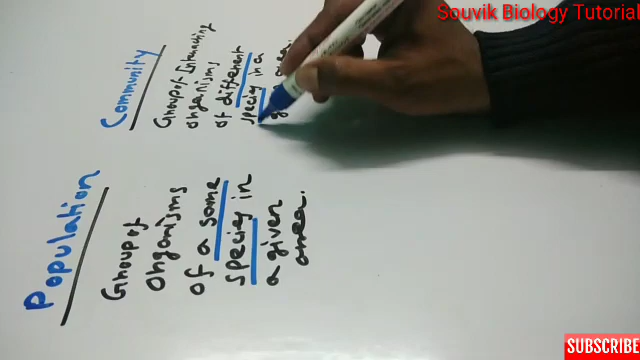 Souvik Biology Tutorial
Population
Group of
organisms
of a same
species in
a given
area.
Community
Group of Interacting
organisms
of different
species in a
area.
SUBSCRIBE